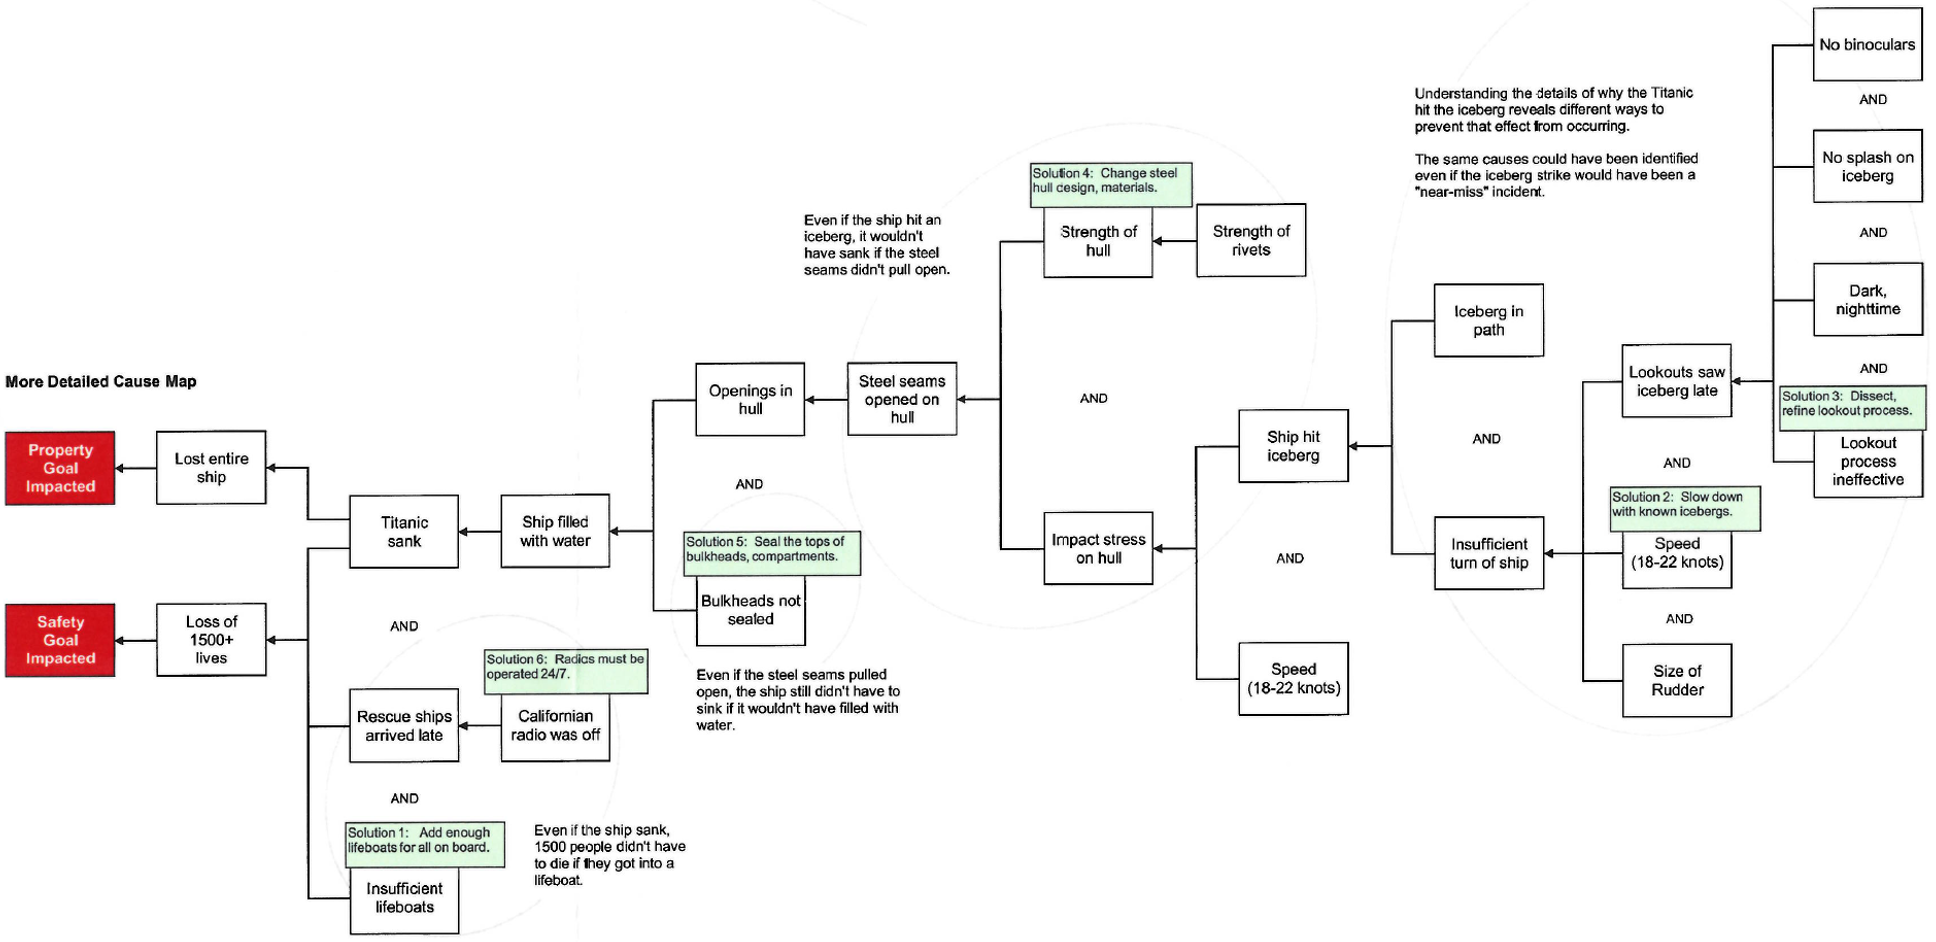 More Detailed Cause Map
Property
Goal
Impacted
Lost entire
ship
Safety
Goal
Impacted
Loss of
1500+
lives
Titanic
sank
AND
Rescue ships
arrived late
AND
Solution 1: Add enough
lifeboats for all on board.
Insufficient
lifeboats
Even if the ship sank,
1500 people didn't have
to die if they got into a
lifeboat.
Ship filled
with water
Solution 6: Radios must be
operated 24/7.
Californian
radio was off
Openings in
hull
AND
Solution 5: Seal the tops of
bulkheads, compartments.
Bulkheads not
sealed
Even if the steel seams pulled
open, the ship still didn't have to
sink if it wouldn't have filled with
water.
Even if the ship hit an
iceberg, it wouldn't
have sank if the steel
seams didn't pull open.
Steel seams
opened on
hull
Solution 4: Change steel
hull design, materials.
Strength of
hull
Strength of
rivets
AND
Impact stress
on hull
Ship hit
iceberg
AND
Speed
(18-22 knots)
Understanding the details of why the Titanic
hit the iceberg reveals different ways to
prevent that effect from occurring.
The same causes could have been identified
even if the iceberg strike would have been a
"near-miss" incident.
Iceberg in
path
AND
Insufficient
turn of ship
Lookouts saw
iceberg late
AND
Solution 2: Slow down
with known icebergs.
Speed
(18-22 knots)
AND
Size of
Rudder
No binoculars
AND
No splash on
iceberg
AND
Dark,
nighttime
AND
Solution 3: Dissect,
refine lookout process.
Lookout
process
ineffective